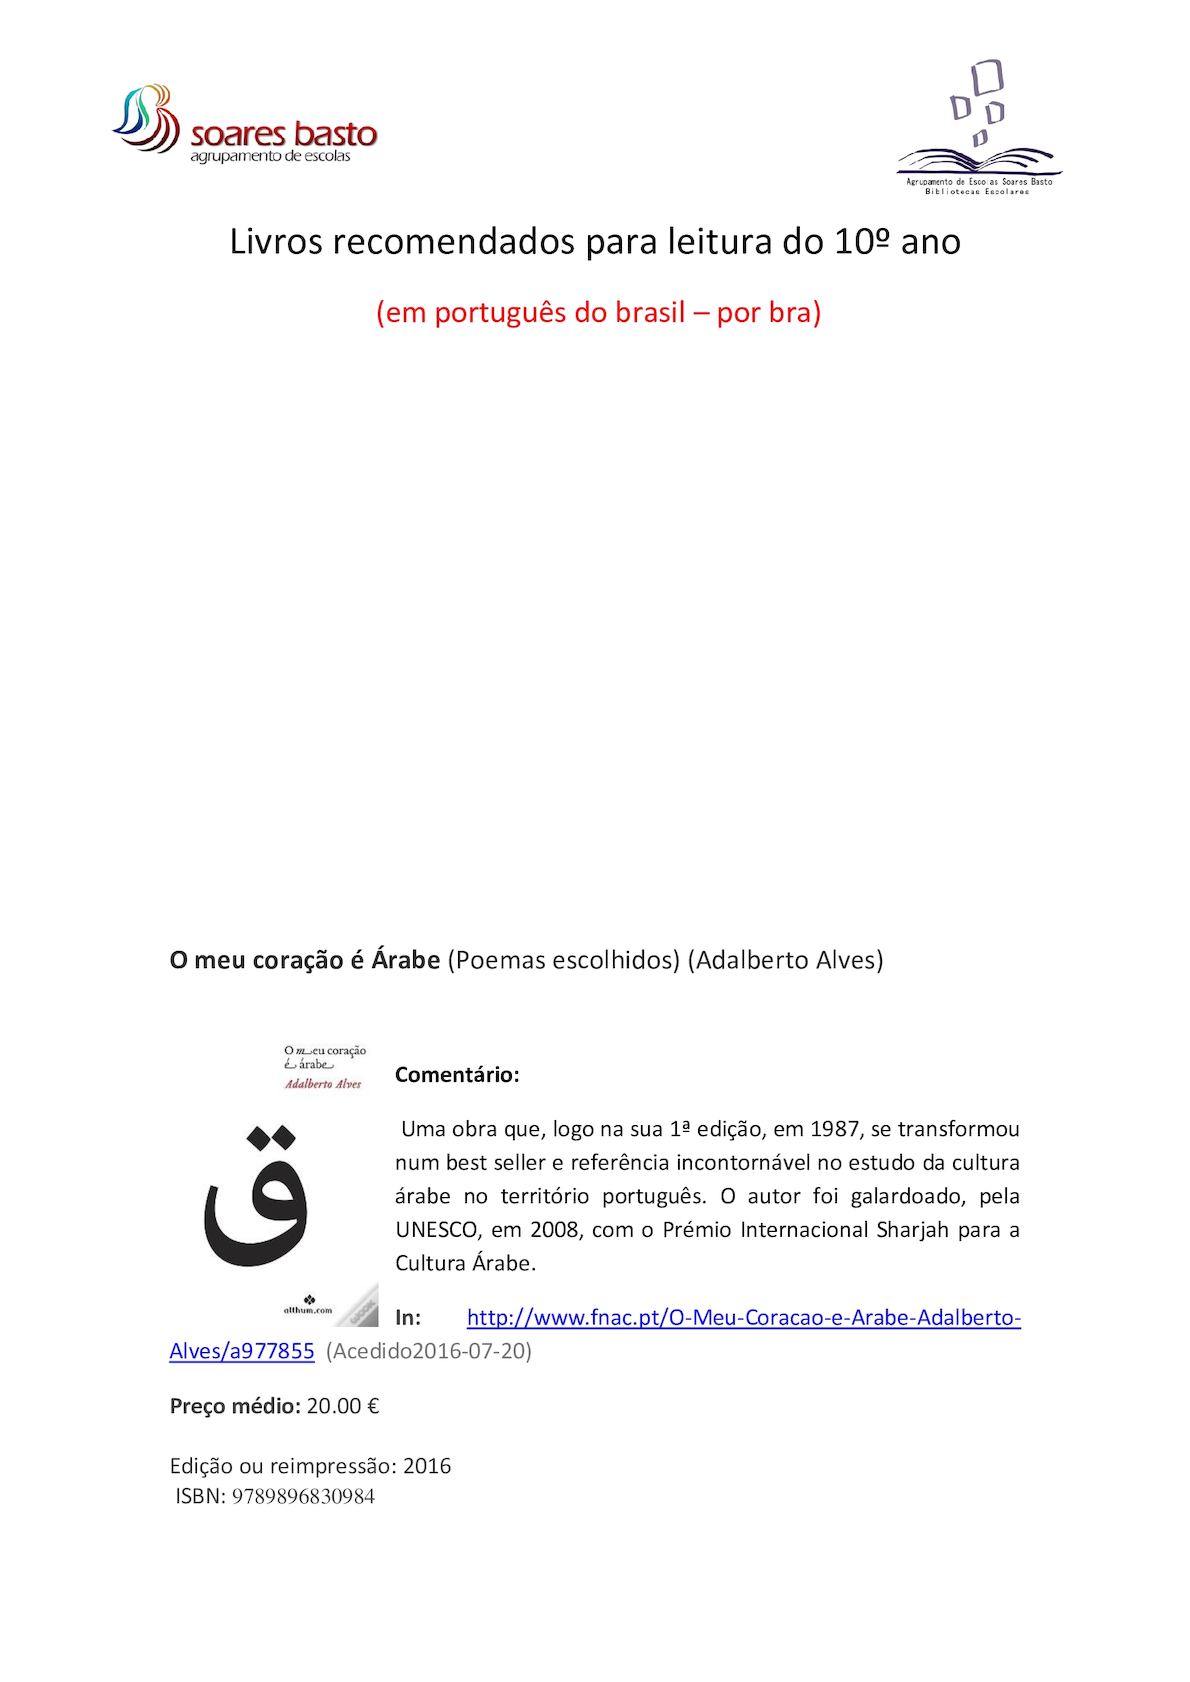 soares basto
agrupamento de escolas
Agrupamento de Escolas Soares Basto
Bibliotecas Escolares
Livros recomendados para leitura do 10º ano
(em português do brasil – por bra)
O meu coração é Árabe (Poemas escolhidos) (Adalberto Alves)
O meu coração
é árabe
Adalberto Alves
ق
althum.com
Comentário:
Uma obra que, logo na sua 1ª edição, em 1987, se transformou
num best seller e referência incontornável no estudo da cultura
árabe no território português. O autor foi galardoado, pela
UNESCO, em 2008, com o Prémio Internacional Sharjah para a
Cultura Árabe.
In: http://www.fnac.pt/O-Meu-Coracao-e-Arabe-Adalberto-
Alves/a977855 (Acedido2016-07-20)
Preço médio: 20.00 €
Edição ou reimpressão: 2016
ISBN: 9789896830984